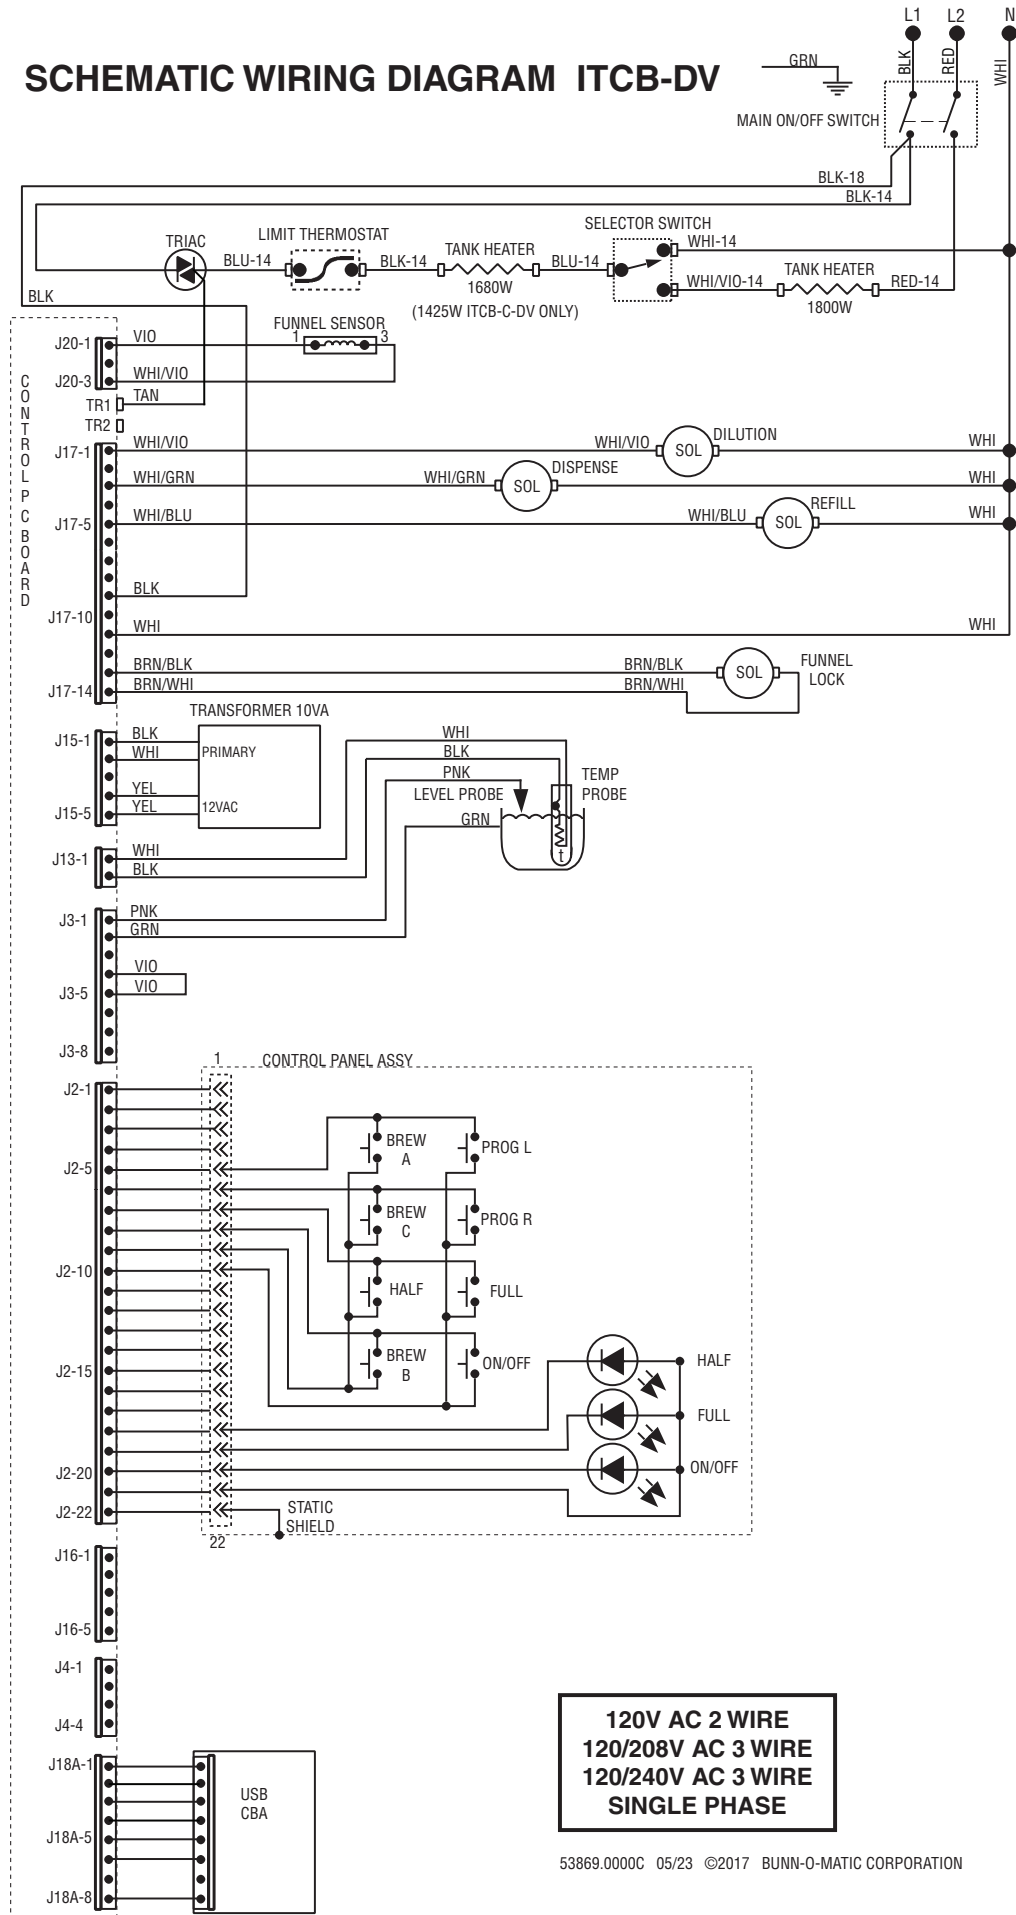 L1 L2 N
SCHEMATIC WIRING DIAGRAM ITCB-DV
GRN
BLK
RED
WHI
MAIN ON/OFF SWITCH
BLK-18
BLK-14
TRIAC
LIMIT THERMOSTAT
SELECTOR SWITCH
BLU-14
BLK-14
TANK HEATER
1680W
(1425W ITCB-C-DV ONLY)
BLU-14
WHI-14
WHI/VIO-14
TANK HEATER
1800W
RED-14
BLK
CONTROL PC BOARD
FUNNEL SENSOR
1 3
J20-1 VIO
J20-3 WHI/VIO
TR1 TAN
TR2
J17-1 WHI/VIO WHI/VIO SOL DILUTION WHI
WHI/GRN WHI/GRN SOL DISPENSE WHI
J17-5 WHI/BLU WHI/BLU SOL REFILL WHI
BLK
J17-10
WHI WHI
BRN/BLK BRN/BLK SOL FUNNEL
LOCK
J17-14 BRN/WHI BRN/WHI
TRANSFORMER 10VA
J15-1 BLK
WHI PRIMARY
YEL
J15-5 YEL 12VAC
WHI
BLK
PNK
LEVEL PROBE
GRN
TEMP
PROBE
t
J13-1 WHI
BLK
J3-1 PNK
GRN
VIO
J3-5 VIO
J3-8
1 CONTROL PANEL ASSY
J2-1
J2-5
J2-10
J2-15
J2-20
J2-22
BREW
A
PROG L
BREW
C
PROG R
HALF
FULL
BREW
B
ON/OFF
HALF
FULL
ON/OFF
STATIC
SHIELD
22
J16-1
J16-5
J4-1
J4-4
J18A-1
J18A-5
J18A-8
USB
CBA
120V AC 2 WIRE
120/208V AC 3 WIRE
120/240V AC 3 WIRE
SINGLE PHASE
53869.0000C 05/23 ©2017 BUNN-O-MATIC CORPORATION